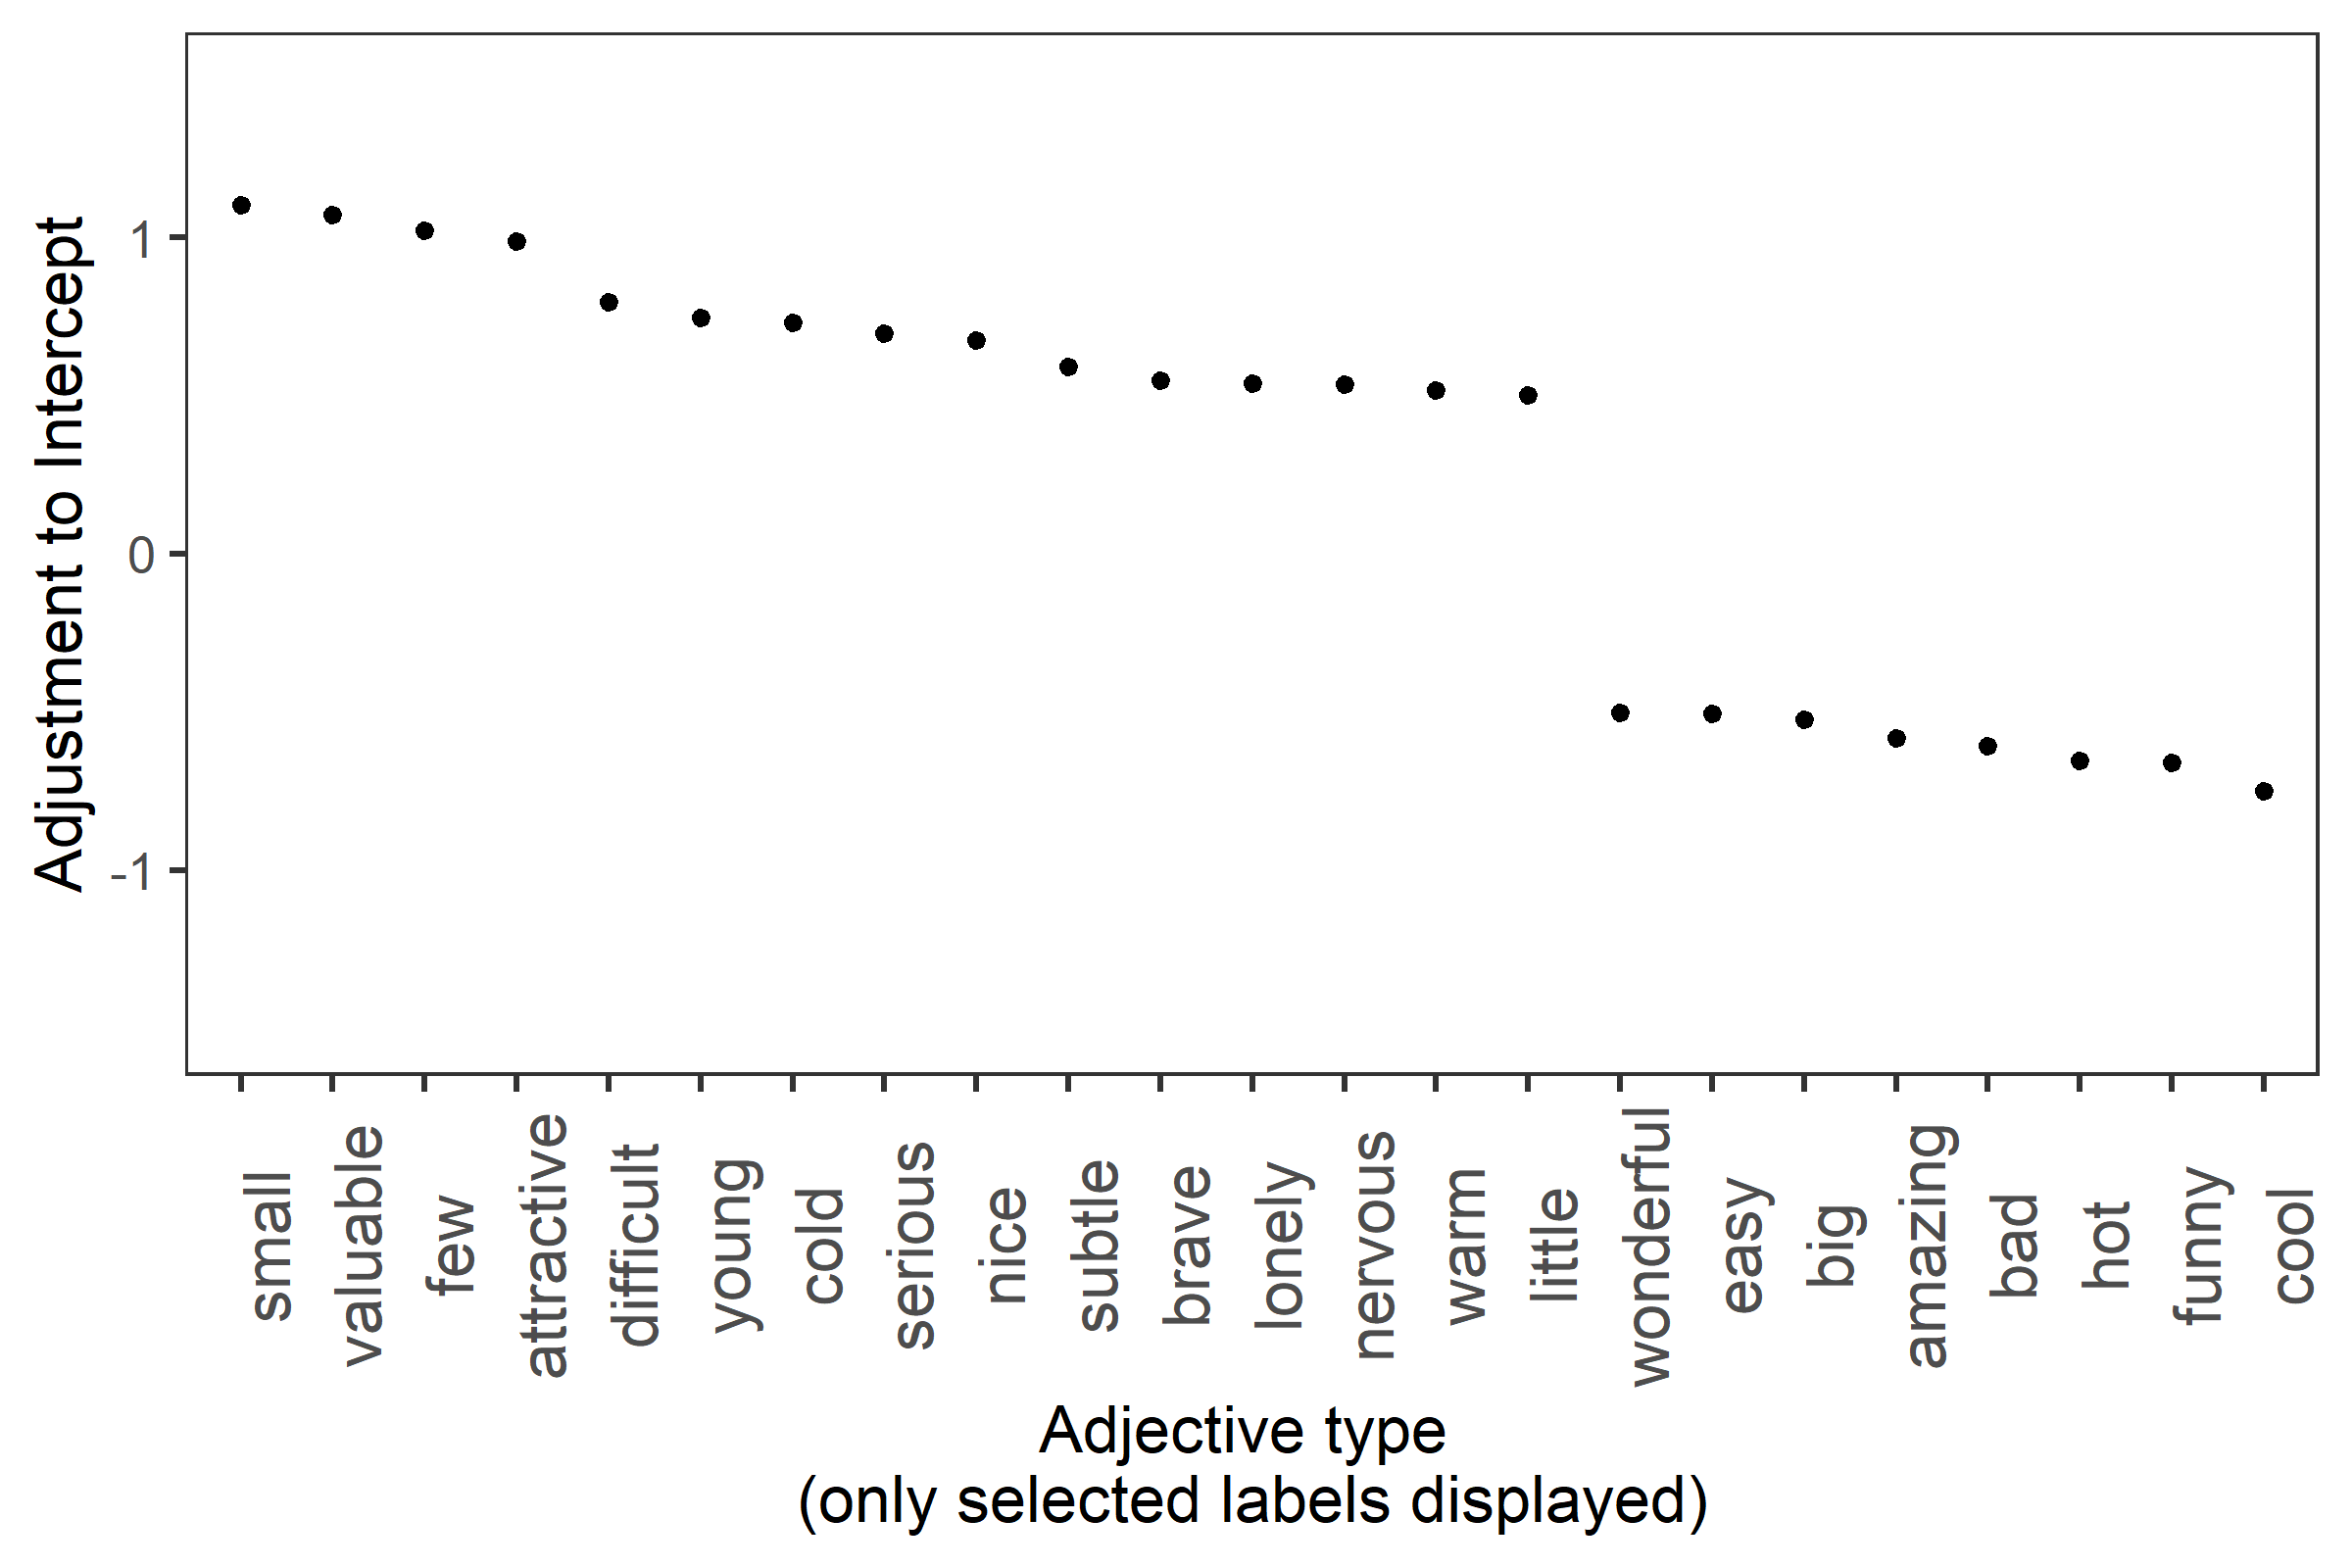 Adjustment to Intercept
1
0
-1
small
valuable
few
attractive
difficult
young
cold
serious
nice
subtle
brave
lonely
nervous
warm
little
wonderful
easy
big
amazing
bad
hot
funny
cool
Adjective type
(only selected labels displayed)